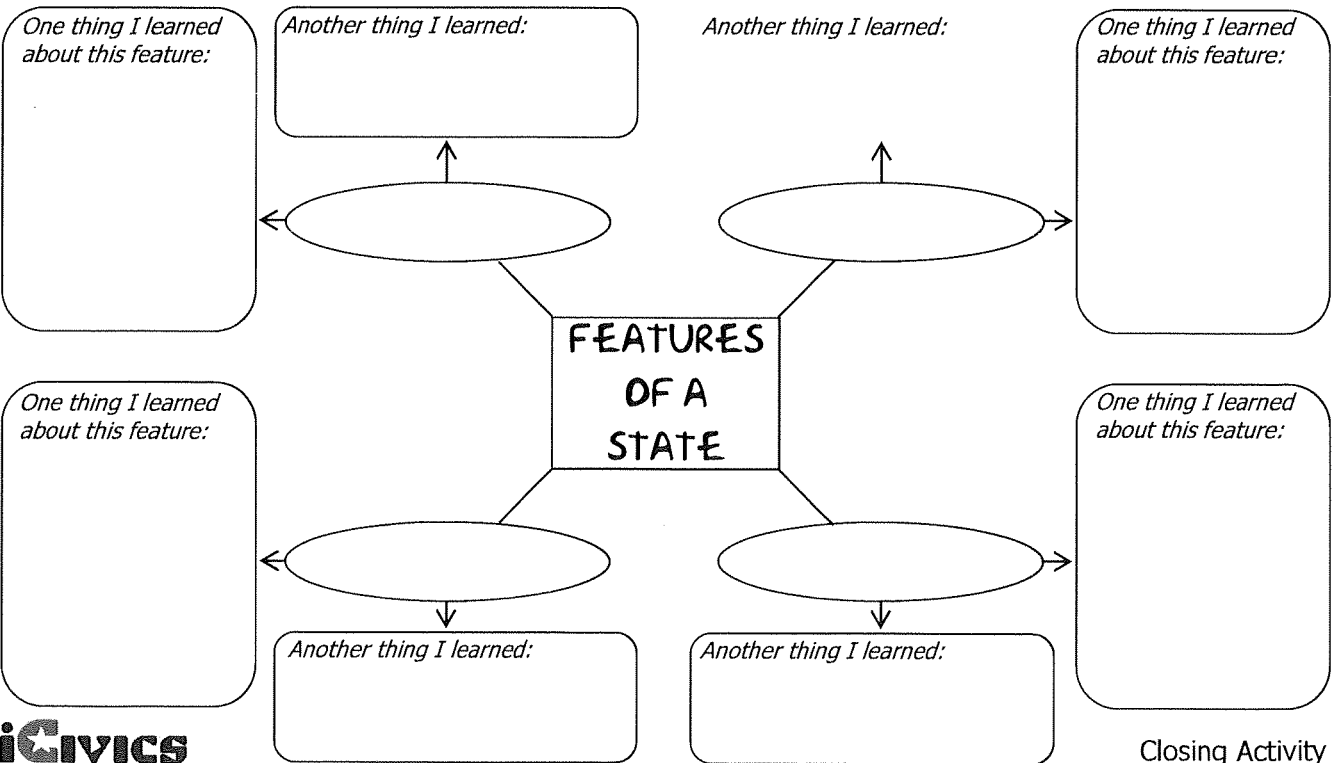 One thing I learned
about this feature:
Another thing I learned:
Another thing I learned:
One thing I learned
about this feature:
FEATURES
OF A
STATE
One thing I learned
about this feature:
One thing I learned
about this feature:
Another thing I learned:
Another thing I learned:
iCIVICS
Closing Activity